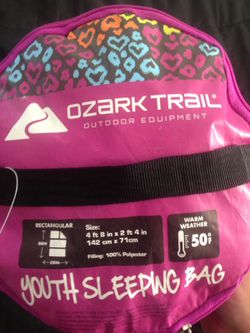 OZARK TRAIL
OUTDOOR EQUIPMENT
RECTANGULAR
Size:
4 ft 8 in x 2 ft 4 in
142 cm x 71cm
Filling: 100% Polyester
WARM
WEATHER
50°F
YOUTH SLEEPING BAG